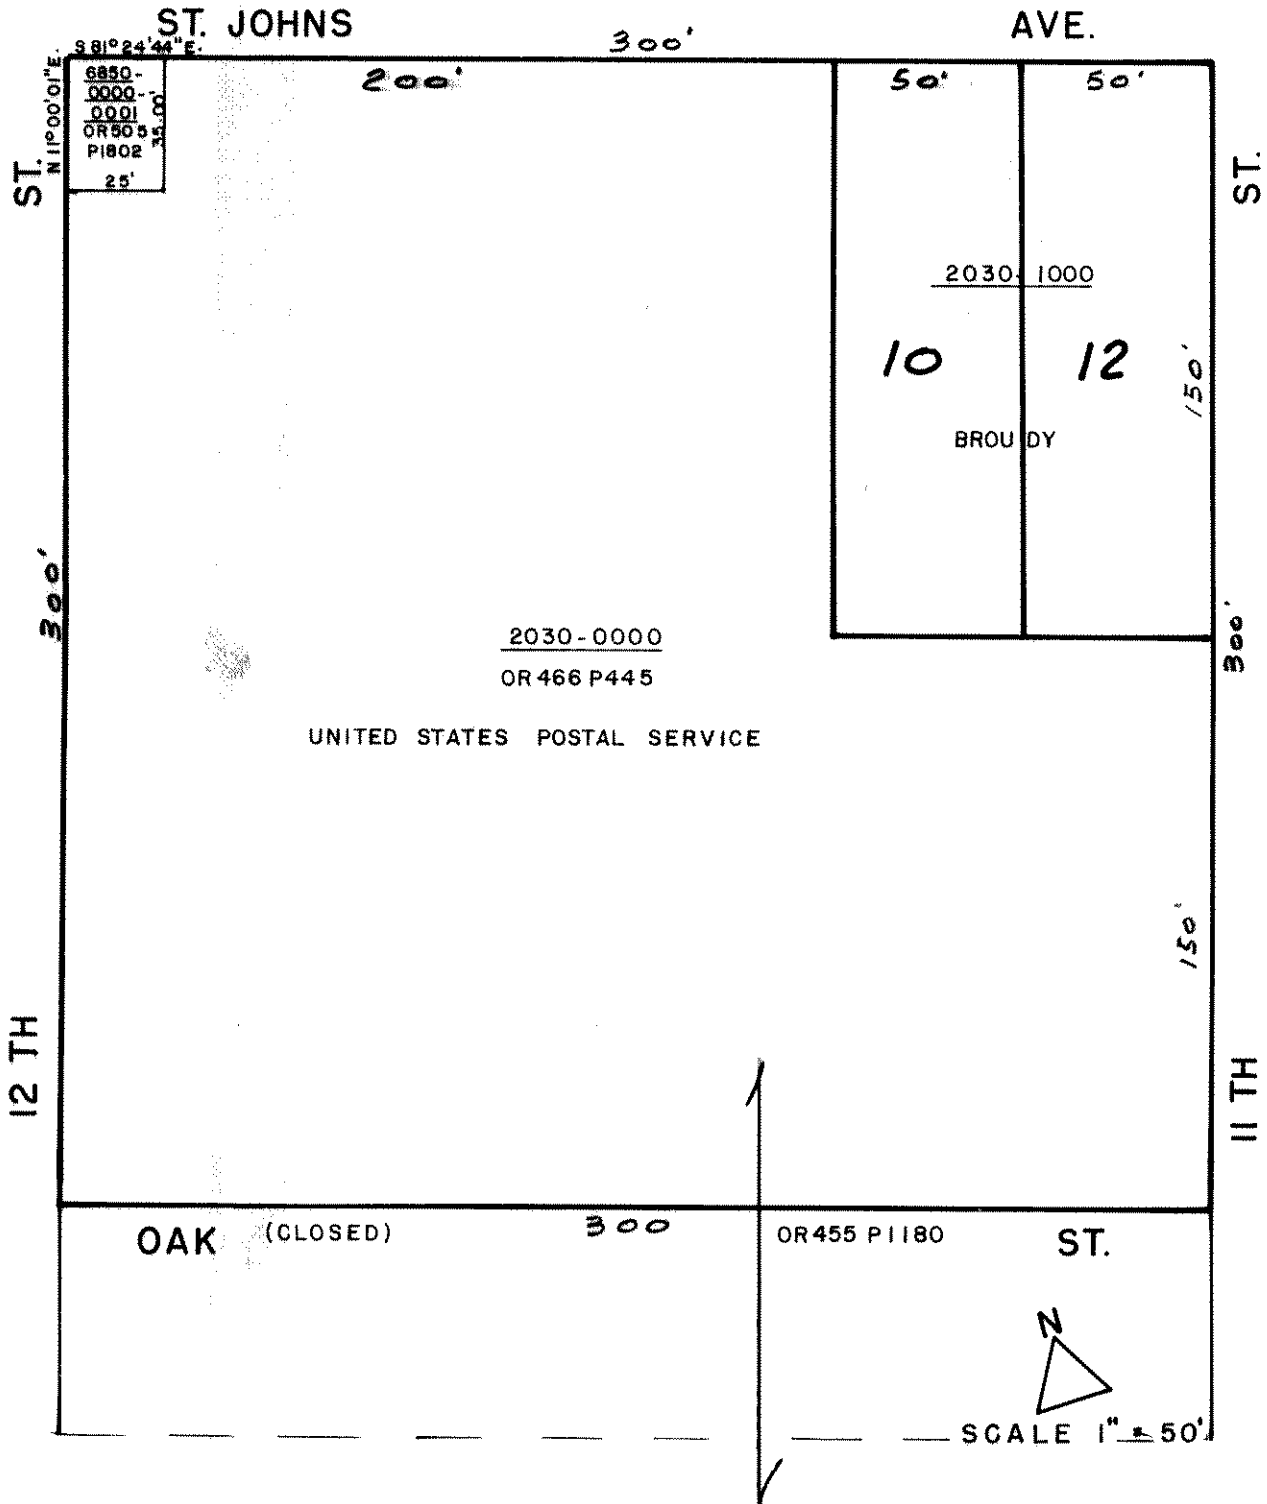 ST. JOHNS AVE.
S 81° 24' 44" E.
300'
N 11° 00' 01" E.
6850-
0000-
0001
OR 505
P1802
35.00'
25'
200'
50'
50'
ST.
ST.
2030-1000
10
12
150'
BROUDY
300'
2030-0000
OR 466 P445
300'
UNITED STATES POSTAL SERVICE
150'
12 TH
11 TH
OAK (CLOSED) 300 OR 455 P1180 ST.
N
SCALE 1" = 50'